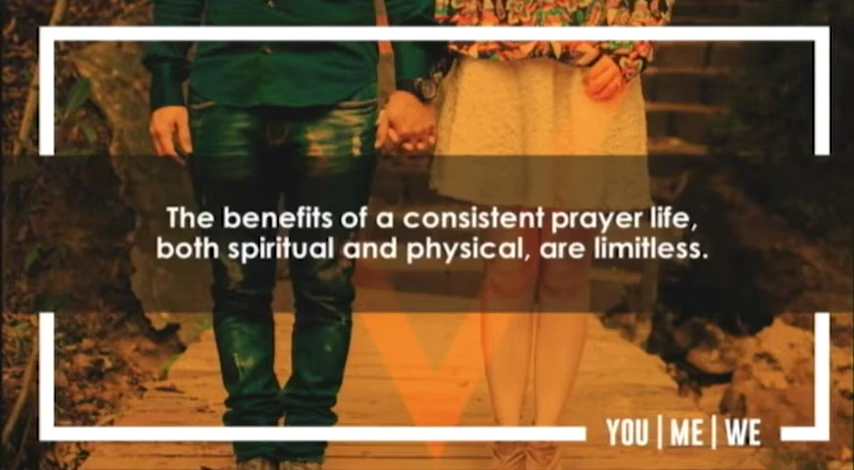 The benefits of a consistent prayer life,
both spiritual and physical, are limitless.
YOU | ME | WE